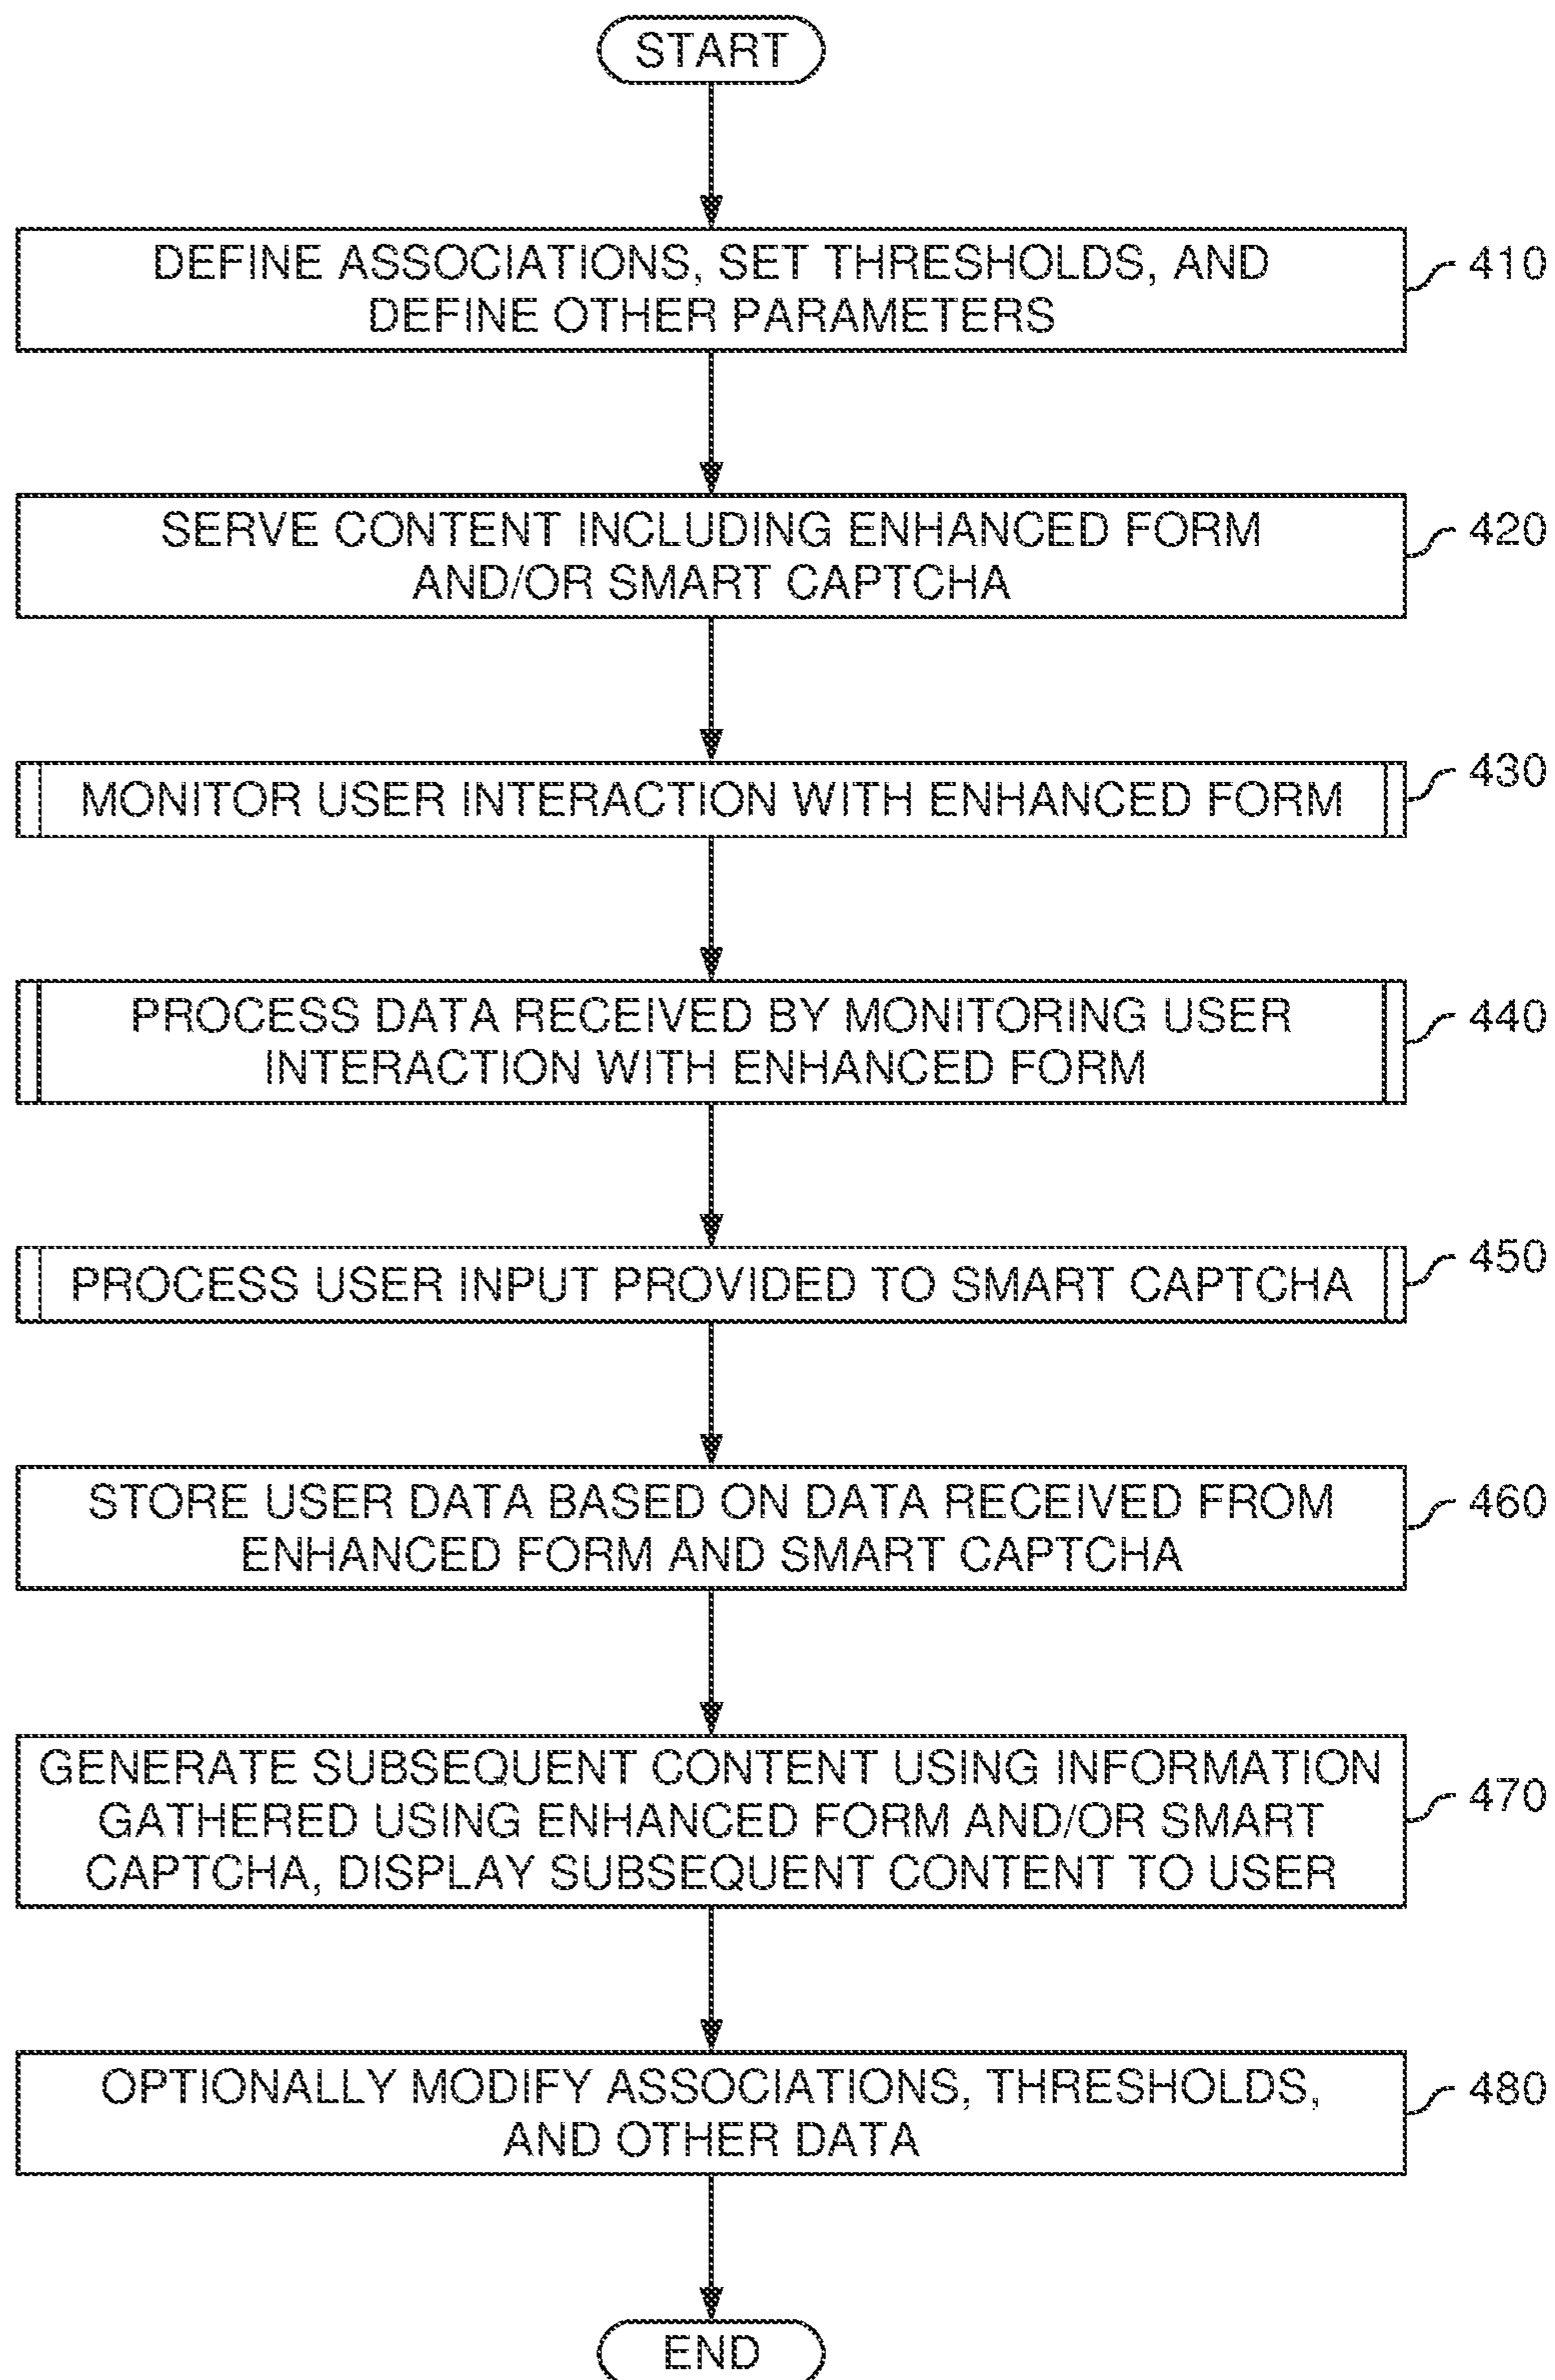 START
DEFINE ASSOCIATIONS, SET THRESHOLDS, AND
DEFINE OTHER PARAMETERS
410
SERVE CONTENT INCLUDING ENHANCED FORM
AND/OR SMART CAPTCHA
420
MONITOR USER INTERACTION WITH ENHANCED FORM
430
PROCESS DATA RECEIVED BY MONITORING USER
INTERACTION WITH ENHANCED FORM
440
PROCESS USER INPUT PROVIDED TO SMART CAPTCHA
450
STORE USER DATA BASED ON DATA RECEIVED FROM
ENHANCED FORM AND SMART CAPTCHA
460
GENERATE SUBSEQUENT CONTENT USING INFORMATION
GATHERED USING ENHANCED FORM AND/OR SMART
CAPTCHA, DISPLAY SUBSEQUENT CONTENT TO USER
470
OPTIONALLY MODIFY ASSOCIATIONS, THRESHOLDS,
AND OTHER DATA
480
END